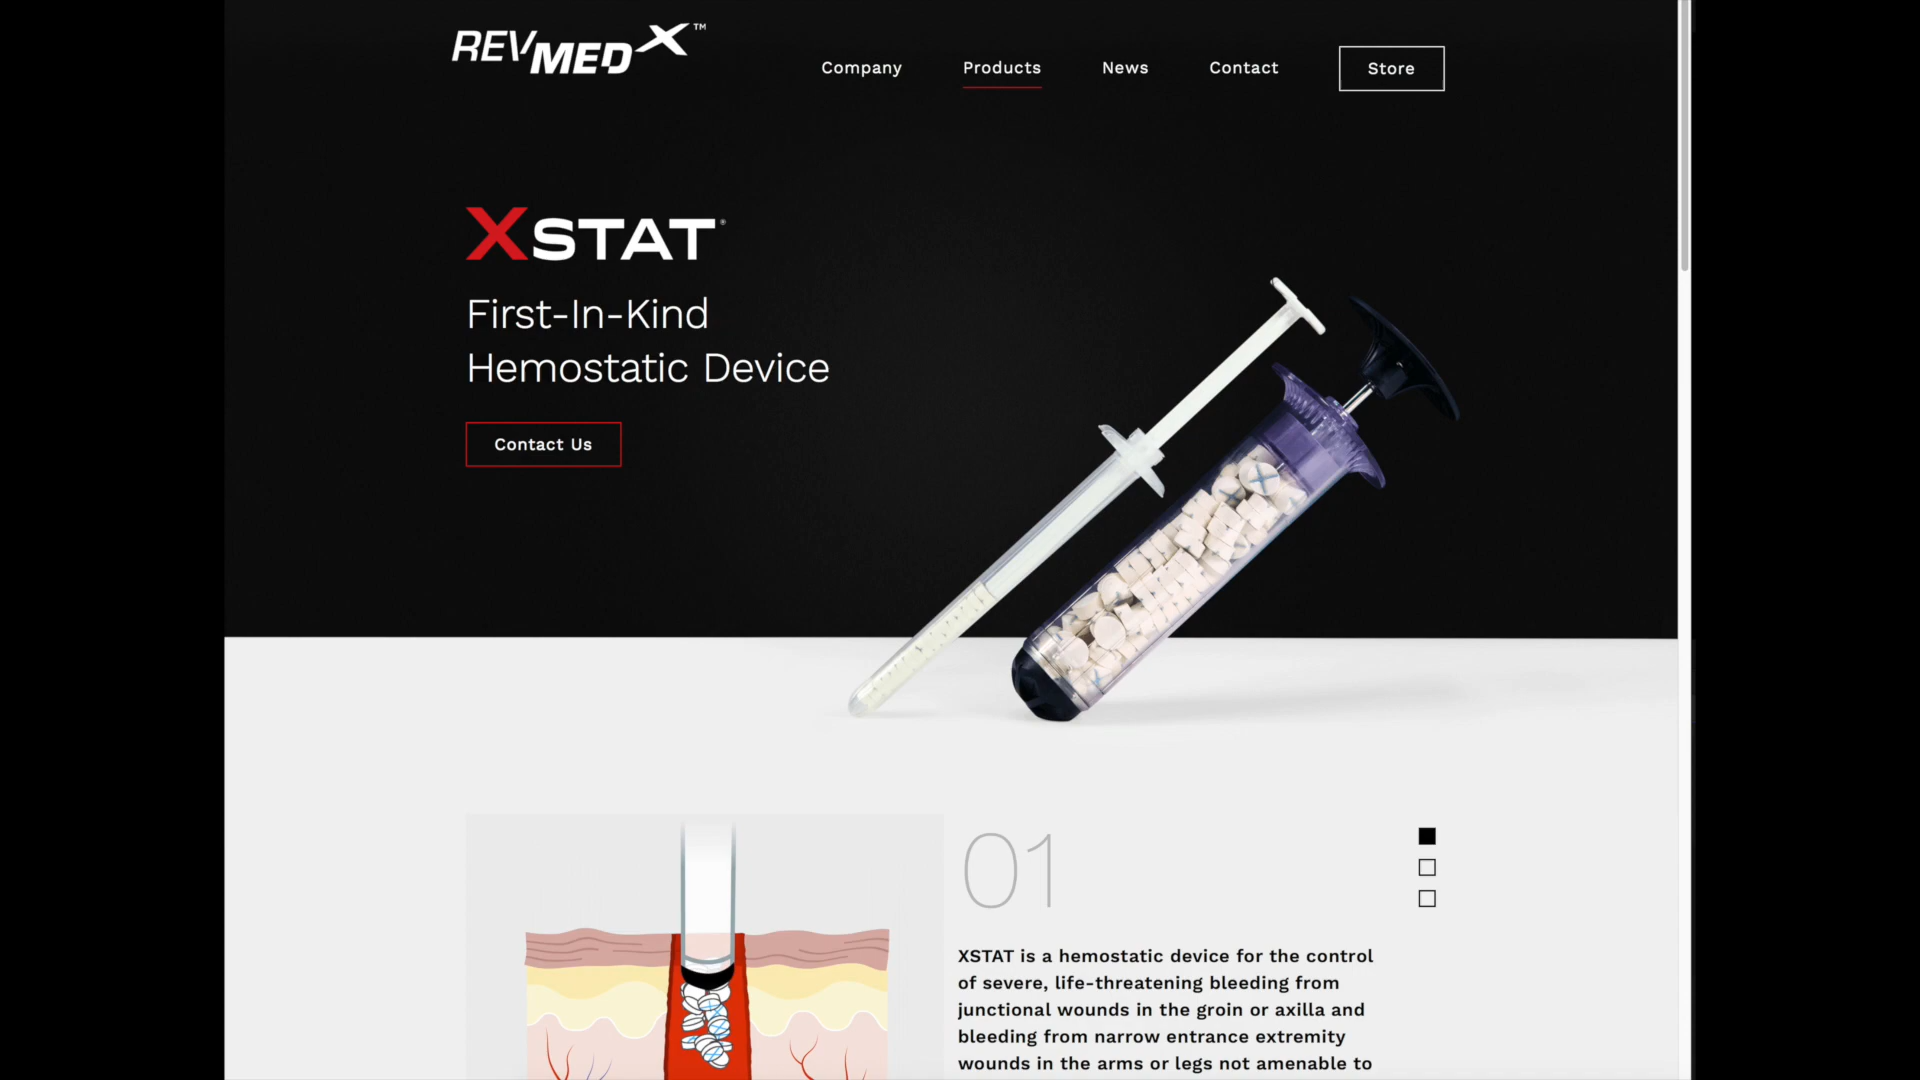 REVMEDX™
Company
Products
News
Contact
Store
XSTAT®
First-In-Kind
Hemostatic Device
Contact Us
01
XSTAT is a hemostatic device for the control
of severe, life-threatening bleeding from
junctional wounds in the groin or axilla and
bleeding from narrow entrance extremity
wounds in the arms or legs not amenable to